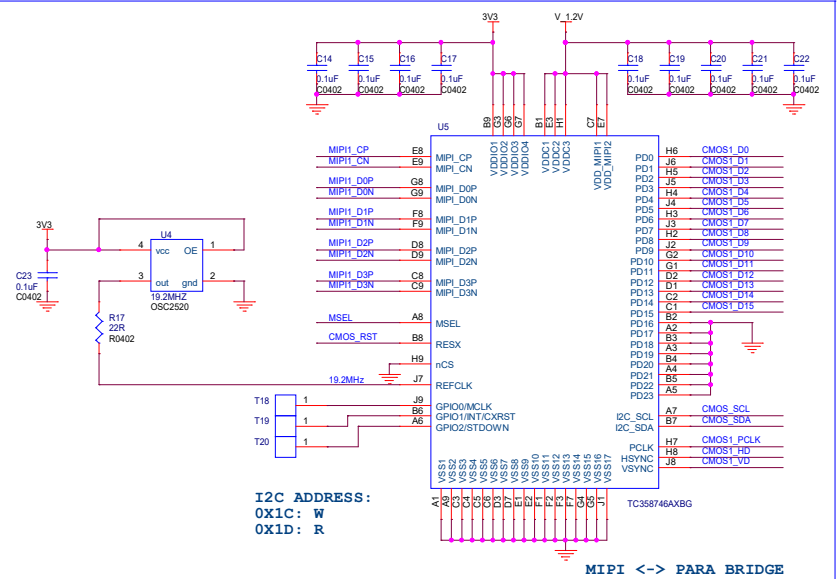 3V3
V_1.2V
C14
0.1uF
C0402
C15
0.1uF
C0402
C16
0.1uF
C0402
C17
0.1uF
C0402
C18
0.1uF
C0402
C19
0.1uF
C0402
C20
0.1uF
C0402
C21
0.1uF
C0402
C22
0.1uF
C0402
B9 G3 G6 G7 B1 E3 H1 C7 E7
U5
VDDIO1
VDDIO2
VDDIO3
VDDIO4
VDDC1
VDDC2
VDDC3
VDD_MIPI1
VDD_MIPI2
MIPI1_CP E8 MIPI_CP
MIPI1_CN E9 MIPI_CN
MIPI1_D0P G8 MIPI_D0P
MIPI1_D0N G9 MIPI_D0N
MIPI1_D1P F8 MIPI_D1P
MIPI1_D1N F9 MIPI_D1N
MIPI1_D2P D8 MIPI_D2P
MIPI1_D2N D9 MIPI_D2N
MIPI1_D3P C8 MIPI_D3P
MIPI1_D3N C9 MIPI_D3N
MSEL A8 MSEL
CMOS_RST B8 RESX
H9 nCS
19.2MHz J7 REFCLK
T18 1 J9 GPIO0/MCLK
T19 1 B6 GPIO1/INT/CXRST
T20 1 A6 GPIO2/STDOWN
PD0 H6 CMOS1_D0
PD1 J6 CMOS1_D1
PD2 H5 CMOS1_D2
PD3 J5 CMOS1_D3
PD4 H4 CMOS1_D4
PD5 J4 CMOS1_D5
PD6 H3 CMOS1_D6
PD7 J3 CMOS1_D7
PD8 H2 CMOS1_D8
PD9 J2 CMOS1_D9
PD10 G2 CMOS1_D10
PD11 G1 CMOS1_D11
PD12 D2 CMOS1_D12
PD13 D1 CMOS1_D13
PD14 C2 CMOS1_D14
PD15 C1 CMOS1_D15
PD16 B2
PD17 A2
PD18 B3
PD19 A3
PD20 B4
PD21 A4
PD22 B5
PD23 A5
I2C_SCL A7 CMOS_SCL
I2C_SDA B7 CMOS_SDA
PCLK H7 CMOS1_PCLK
HSYNC H8 CMOS1_HD
VSYNC J8 CMOS1_VD
3V3
U4
4 vcc OE 1
3 out gnd 2
19.2MHZ
OSC2520
C23
0.1uF
C0402
R17
22R
R0402
VSS1
VSS2
VSS3
VSS4
VSS5
VSS6
VSS7
VSS8
VSS9
VSS10
VSS11
VSS12
VSS13
VSS14
VSS15
VSS16
VSS17
A1 A9 C3 C4 C5 C6 D3 D7 E1 E2 F1 F2 F3 F7 G4 G5 J1
TC358746AXBG
I2C ADDRESS:
0X1C: W
0X1D: R
MIPI <-> PARA BRIDGE